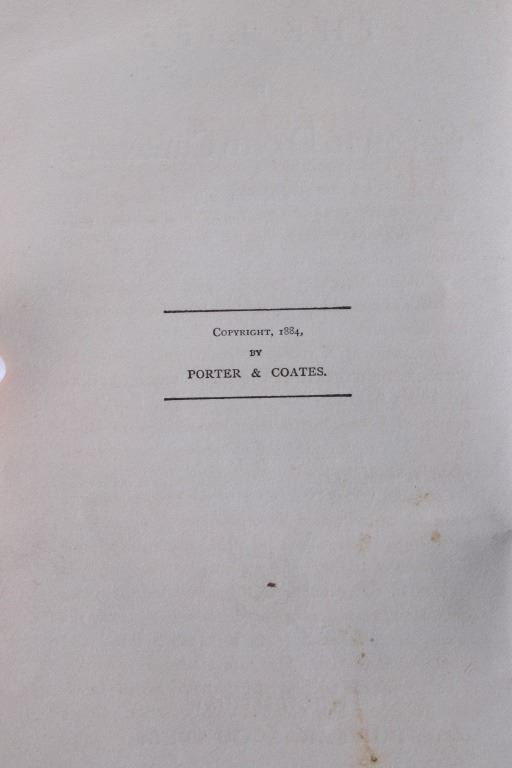 Copyright, 1884,
BY
PORTER & COATES.